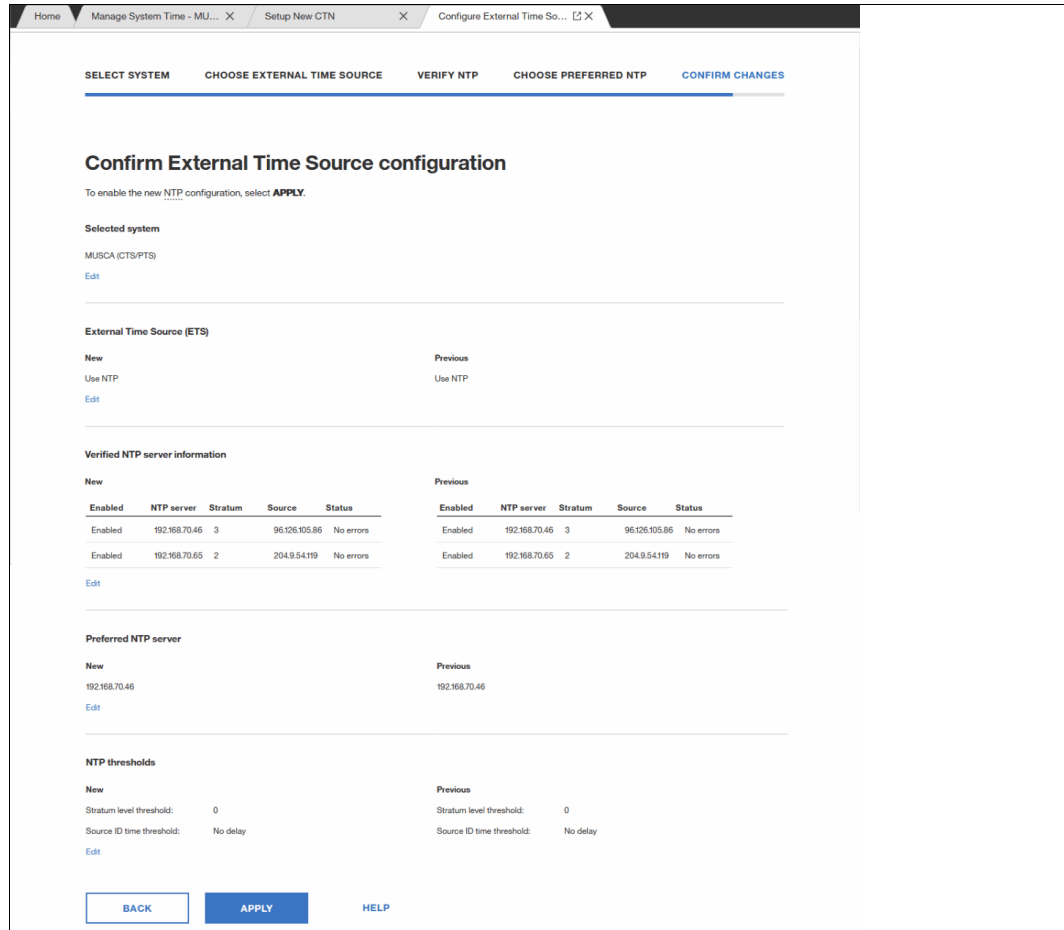 Home Manage System Time - MU... Setup New CTN Configure External Time So...
SELECT SYSTEM CHOOSE EXTERNAL TIME SOURCE VERIFY NTP CHOOSE PREFERRED NTP CONFIRM CHANGES
Confirm External Time Source configuration
To enable the new NTP configuration, select APPLY.
Selected system
MUSCA (CTS/PTS)
Edit
External Time Source (ETS)
New Previous
Use NTP Use NTP
Edit
Verified NTP server information
New Previous
Enabled NTP server Stratum Source Status Enabled NTP server Stratum Source Status
Enabled 192.168.70.46 3 96.126.105.86 No errors Enabled 192.168.70.46 3 96.126.105.86 No errors
Enabled 192.168.70.65 2 204.9.54.119 No errors Enabled 192.168.70.65 2 204.9.54.119 No errors
Edit
Preferred NTP server
New Previous
192.168.70.46 192.168.70.46
Edit
NTP thresholds
New Previous
Stratum level threshold: 0 Stratum level threshold: 0
Source ID time threshold: No delay Source ID time threshold: No delay
Edit
BACK APPLY HELP